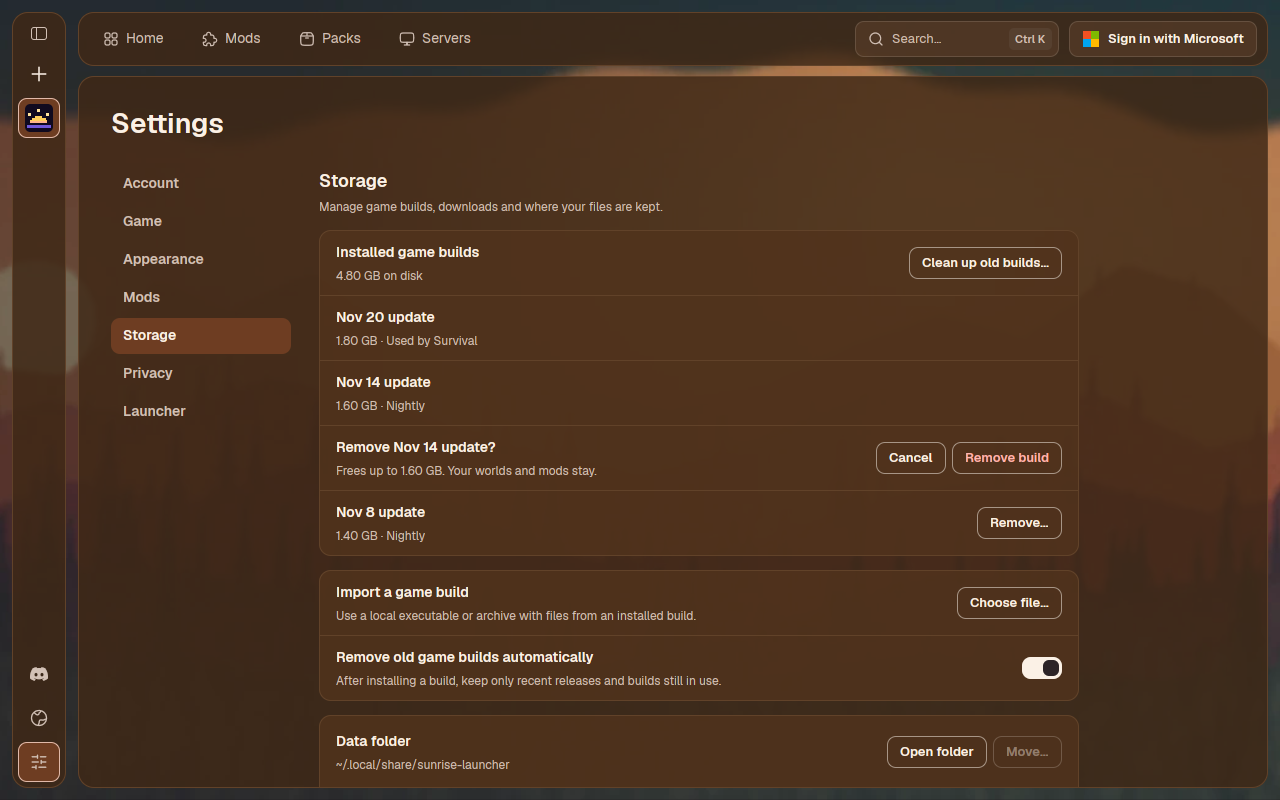 Home
Mods
Packs
Servers
Search...
Ctrl K
Sign in with Microsoft
Settings
Account
Game
Appearance
Mods
Storage
Privacy
Launcher
Storage
Manage game builds, downloads and where your files are kept.
Installed game builds
4.80 GB on disk
Clean up old builds...
Nov 20 update
1.80 GB · Used by Survival
Nov 14 update
1.60 GB · Nightly
Remove Nov 14 update?
Frees up to 1.60 GB. Your worlds and mods stay.
Cancel
Remove build
Nov 8 update
1.40 GB · Nightly
Remove...
Import a game build
Use a local executable or archive with files from an installed build.
Choose file...
Remove old game builds automatically
After installing a build, keep only recent releases and builds still in use.
Data folder
~/.local/share/sunrise-launcher
Open folder
Move...